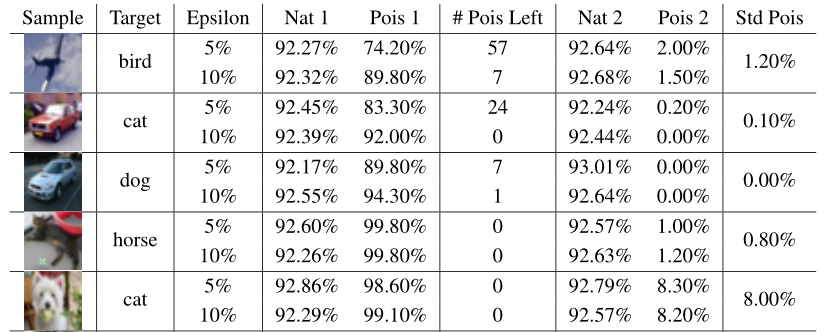 Sample Target Epsilon Nat 1 Pois 1 # Pois Left Nat 2 Pois 2 Std Pois
bird 5% 92.27% 74.20% 57 92.64% 2.00% 1.20%
10% 92.32% 89.80% 7 92.68% 1.50%
cat 5% 92.45% 83.30% 24 92.24% 0.20% 0.10%
10% 92.39% 92.00% 0 92.44% 0.00%
dog 5% 92.17% 89.80% 7 93.01% 0.00% 0.00%
10% 92.55% 94.30% 1 92.64% 0.00%
horse 5% 92.60% 99.80% 0 92.57% 1.00% 0.80%
10% 92.26% 99.80% 0 92.63% 1.20%
cat 5% 92.86% 98.60% 0 92.79% 8.30% 8.00%
10% 92.29% 99.10% 0 92.57% 8.20%